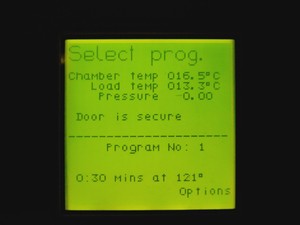 Select prog.
Chamber temp 016.5°C
Load temp 013.3°C
Pressure -0.00
Door is secure
--------------------------------
Program No: 1
0:30 mins at 121°
Options